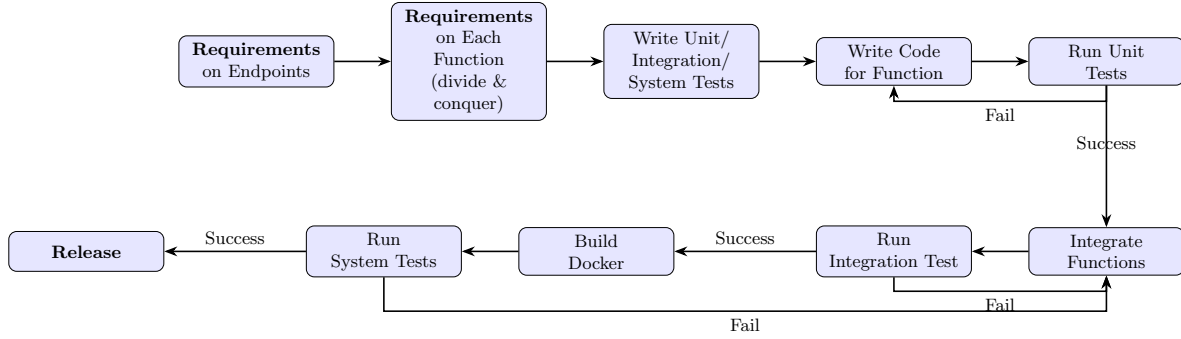 Requirements
on Endpoints
Requirements
on Each
Function
(divide &
conquer)
Write Unit/
Integration/
System Tests
Write Code
for Function
Run Unit
Tests
Fail
Success
Release
Success
Run
System Tests
Build
Docker
Success
Run
Integration Test
Integrate
Functions
Fail
Fail